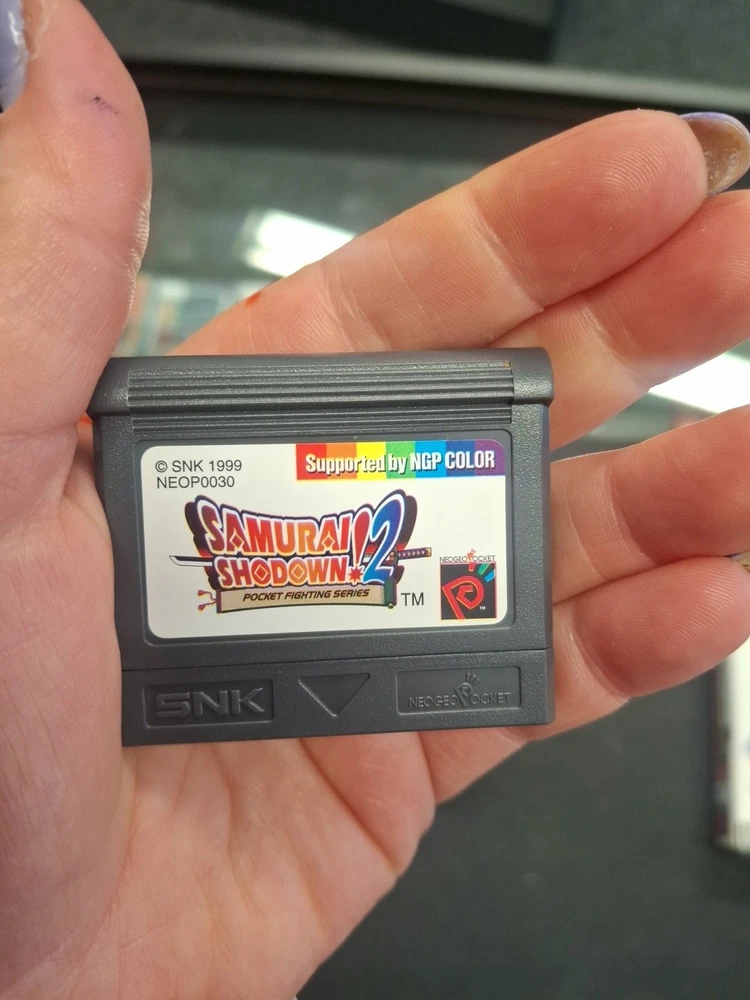 © SNK 1999
NEOP0030
Supported by NGP COLOR
SAMURAI
SHODOWN! 2
POCKET FIGHTING SERIES
TM
NEOGEO POCKET
TM
SNK
NEOGEO POCKET